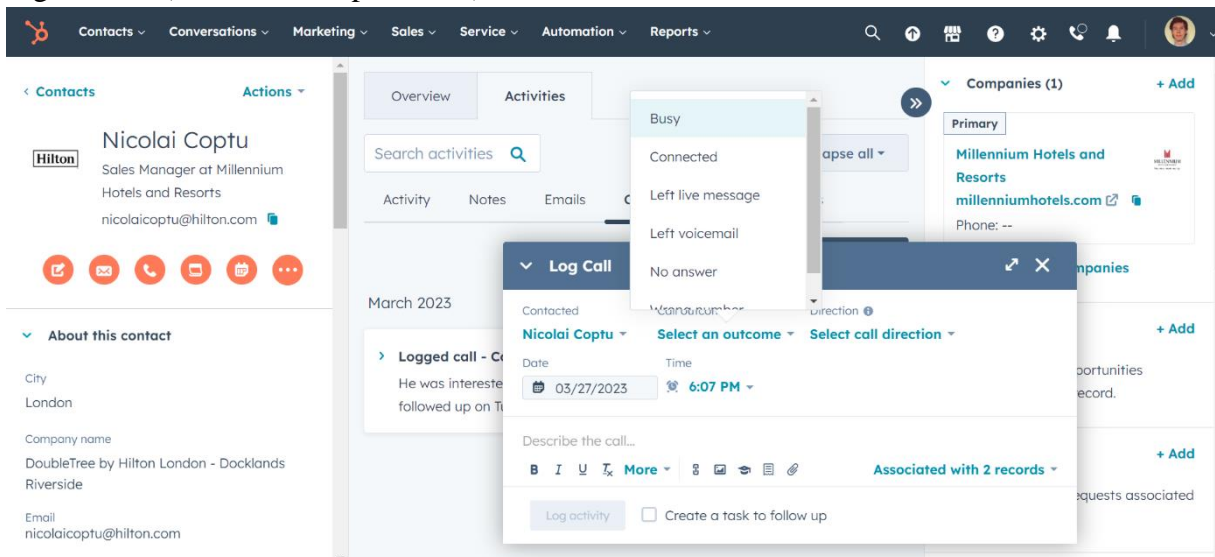 Contacts Conversations Marketing Sales Service Automation Reports
< Contacts
Actions
Hilton
Nicolai Coptu
Sales Manager at Millennium
Hotels and Resorts
nicolaicoptu@hilton.com
About this contact
City
London
Company name
DoubleTree by Hilton London - Docklands
Riverside
Email
nicolaicoptu@hilton.com
Overview
Activities
Search activities
apse all
Activity Notes Emails C
March 2023
Logged call - Co
He was intereste
followed up on Tu
Busy
Connected
Left live message
Left voicemail
No answer
Wrong number
Log Call
Contacted
Direction
Nicolai Coptu
Select an outcome
Select call direction
Date
Time
03/27/2023
6:07 PM
Describe the call...
B I U Tx More
Associated with 2 records
Log activity
Create a task to follow up
Companies (1)
+ Add
Primary
Millennium Hotels and
Resorts
millenniumhotels.com
Phone: --
mpanies
+ Add
portunities
ecord.
+ Add
equests associated